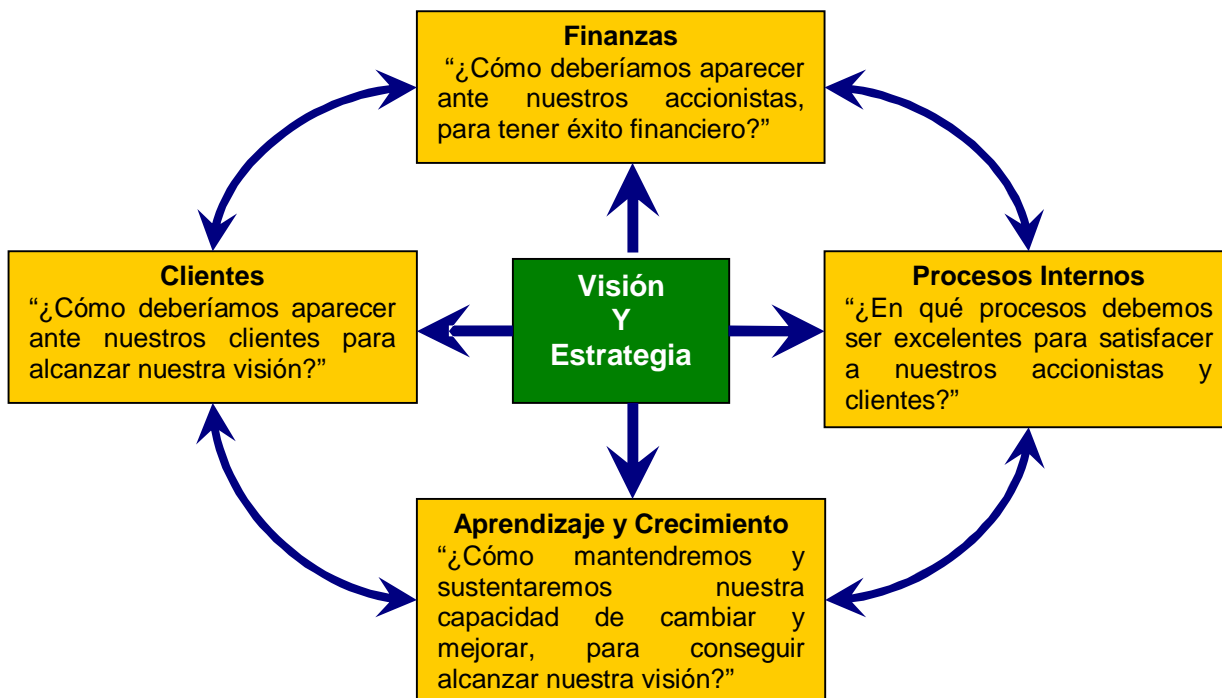 Finanzas
“¿Cómo deberíamos aparecer
ante nuestros accionistas,
para tener éxito financiero?”
Clientes
“¿Cómo deberíamos aparecer
ante nuestros clientes para
alcanzar nuestra visión?”
Visión
Y
Estrategia
Procesos Internos
“¿En qué procesos debemos
ser excelentes para satisfacer
a nuestros accionistas y
clientes?”
Aprendizaje y Crecimiento
“¿Cómo mantendremos y
sustentaremos nuestra
capacidad de cambiar y
mejorar, para conseguir
alcanzar nuestra visión?”